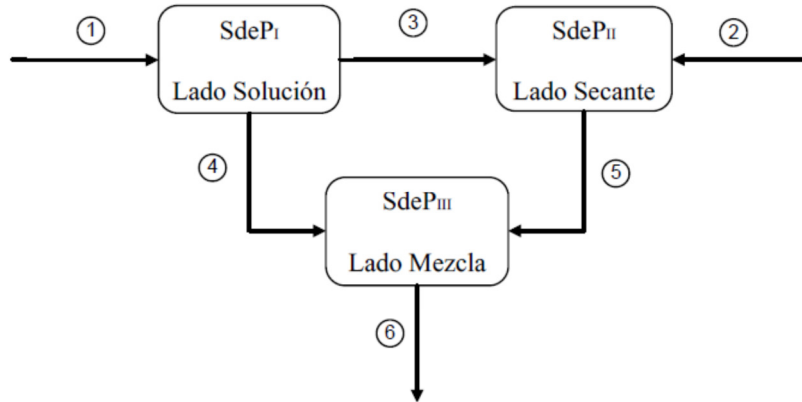 1
SdePI
Lado Solución
3
SdePII
Lado Secante
2
4
5
SdePIII
Lado Mezcla
6